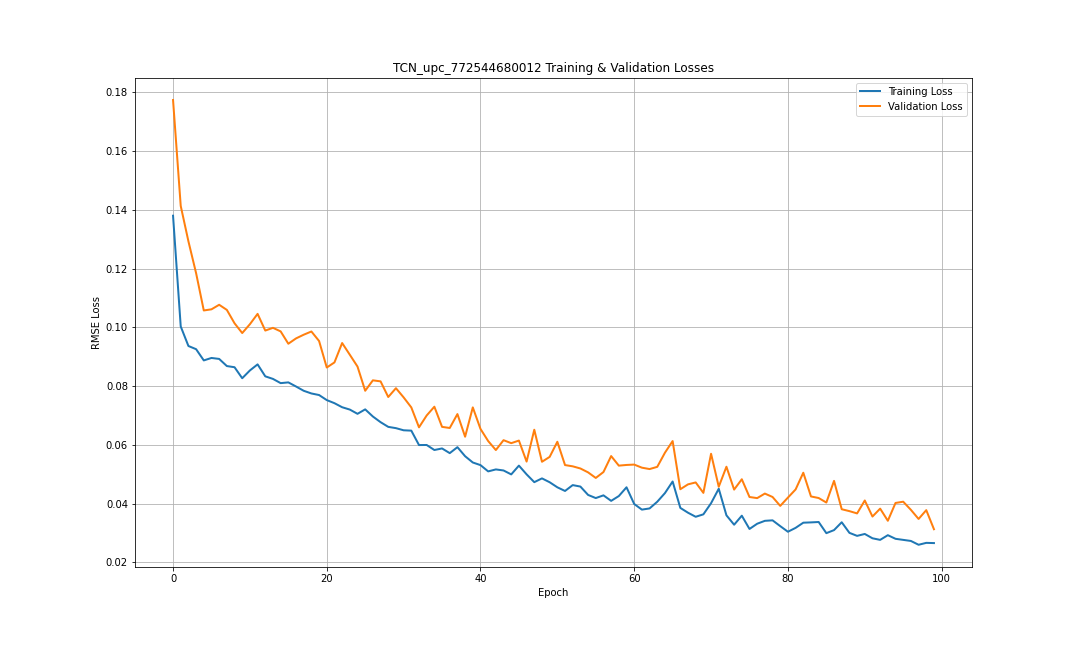 TCN_upc_772544680012 Training & Validation Losses
Training Loss
Validation Loss
0.18
0.16
0.14
0.12
0.10
0.08
0.06
0.04
0.02
RMSE Loss
0 20 40 60 80 100
Epoch